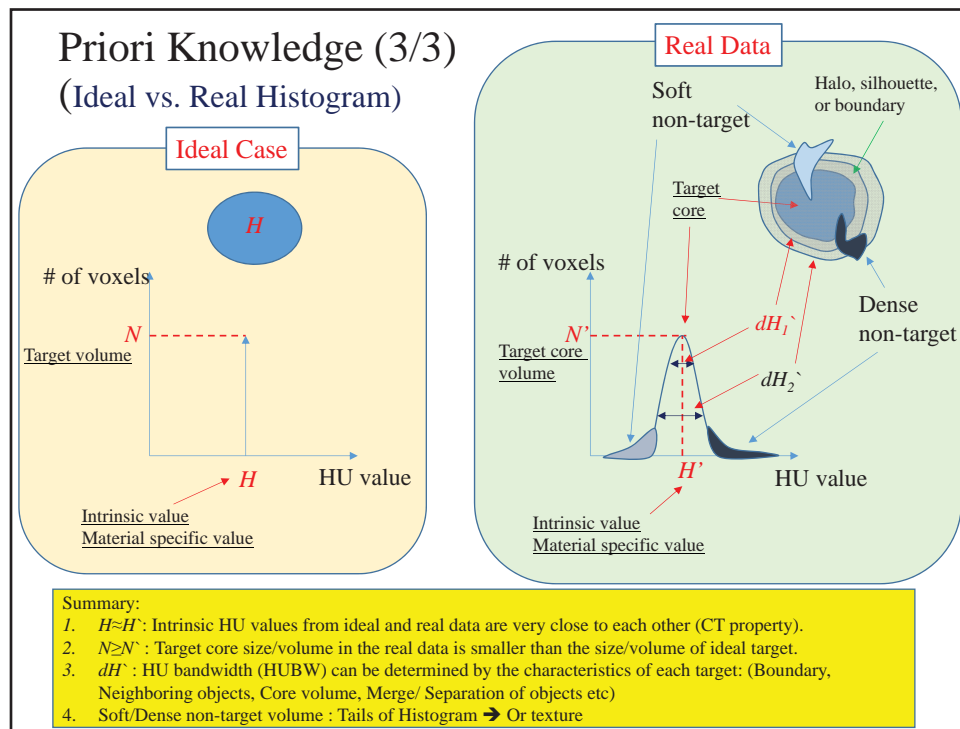 Priori Knowledge (3/3)
(Ideal vs. Real Histogram)
Ideal Case
H
# of voxels
N
Target volume
H
HU value
Intrinsic value
Material specific value
Real Data
Soft
non-target
Halo, silhouette,
or boundary
Target
core
# of voxels
N’
Target core
volume
dH1`
dH2`
Dense
non-target
H’
HU value
Intrinsic value
Material specific value
Summary:
1. H≈H`: Intrinsic HU values from ideal and real data are very close to each other (CT property).
2. N≥N` : Target core size/volume in the real data is smaller than the size/volume of ideal target.
3. dH` : HU bandwidth (HUBW) can be determined by the characteristics of each target: (Boundary,
Neighboring objects, Core volume, Merge/ Separation of objects etc)
4. Soft/Dense non-target volume : Tails of Histogram ➔ Or texture